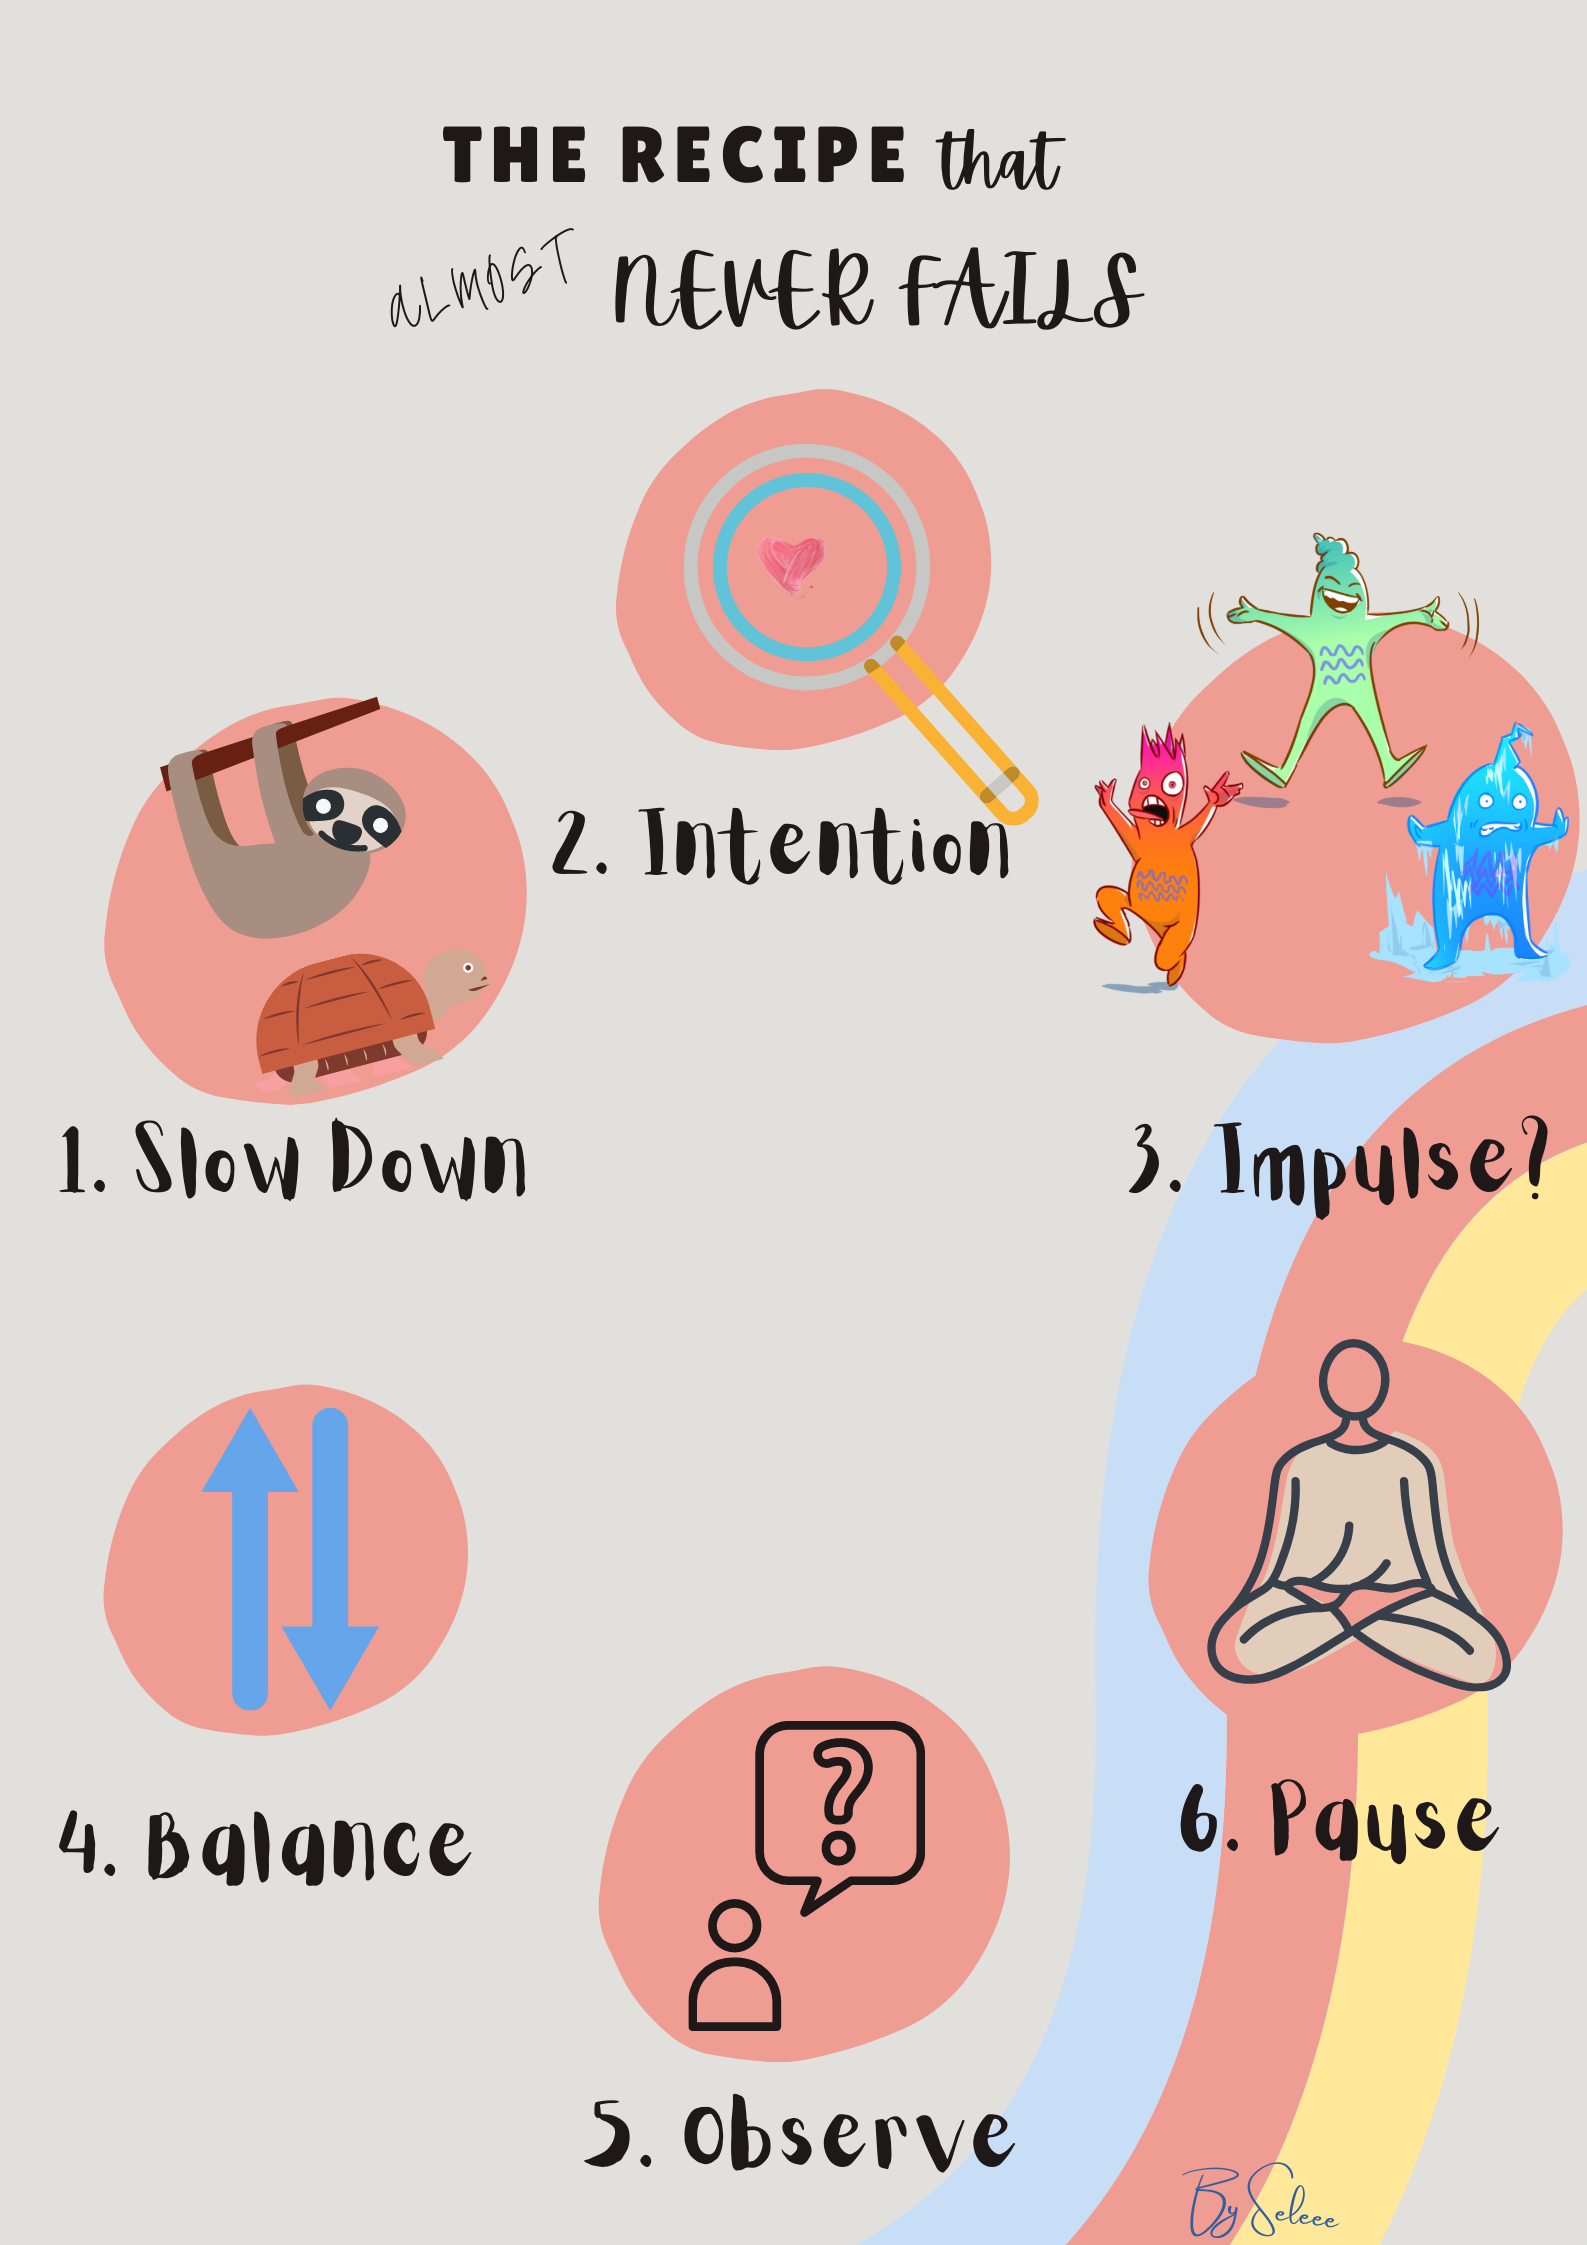 THE RECIPE that
ALMOST NEVER FAILS
2. Intention
1. Slow Down
3. Impulse?
4. Balance
?
6. Pause
5. Observe
By Seleee